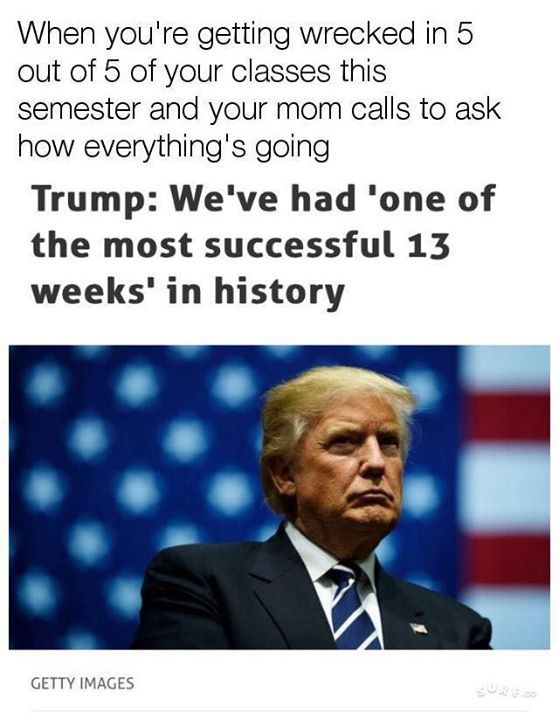 When you're getting wrecked in 5
out of 5 of your classes this
semester and your mom calls to ask
how everything's going
Trump: We've had 'one of
the most successful 13
weeks' in history
GETTY IMAGES
SURF.CO